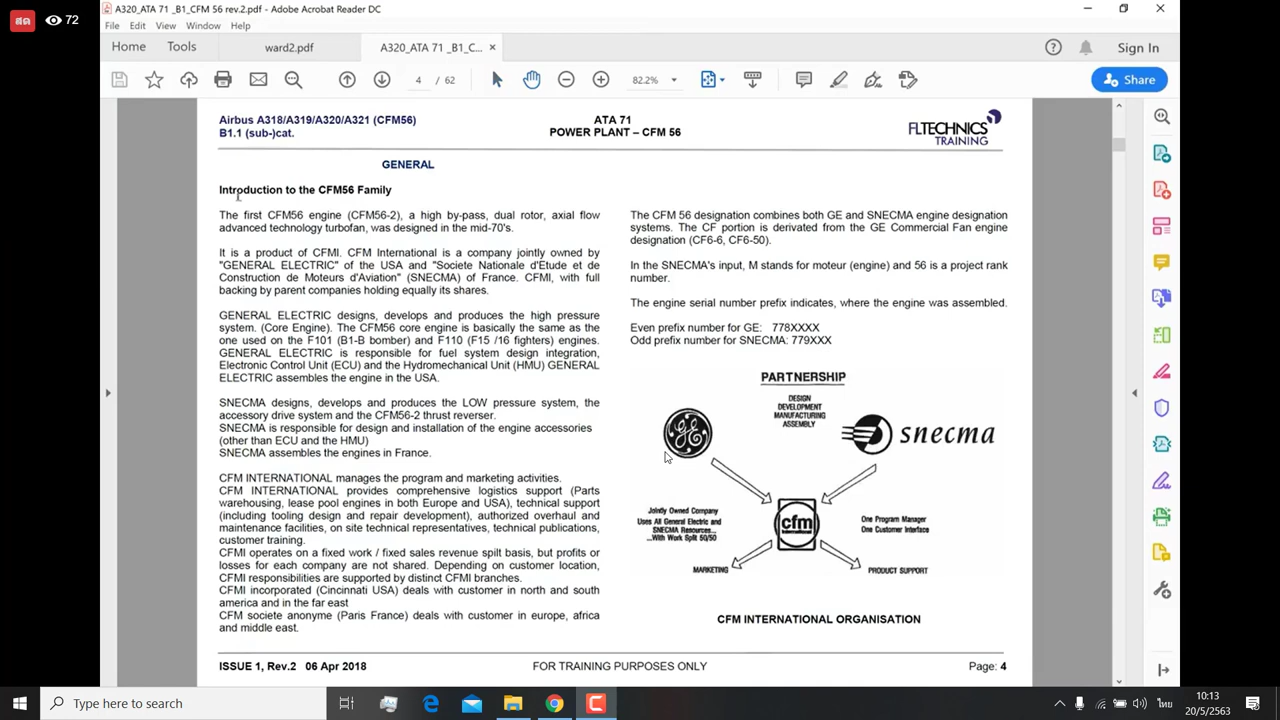 สด 72
A320_ATA 71 _B1_CFM 56 rev.2.pdf - Adobe Acrobat Reader DC
File Edit View Window Help
Home Tools ward2.pdf A320_ATA 71 _B1_C... × Sign In
4 / 62 82.2% Share
Airbus A318/A319/A320/A321 (CFM56)
B1.1 (sub-)cat.
ATA 71
POWER PLANT – CFM 56
FLTECHNICS
TRAINING
GENERAL
Introduction to the CFM56 Family
The first CFM56 engine (CFM56-2), a high by-pass, dual rotor, axial flow
advanced technology turbofan, was designed in the mid-70's.
It is a product of CFMI. CFM International is a company jointly owned by
"GENERAL ELECTRIC" of the USA and "Societe Nationale d'Etude et de
Construction de Moteurs d'Aviation" (SNECMA) of France. CFMI, with full
backing by parent companies holding equally its shares.
GENERAL ELECTRIC designs, develops and produces the high pressure
system. (Core Engine). The CFM56 core engine is basically the same as the
one used on the F101 (B1-B bomber) and F110 (F15 /16 fighters) engines.
GENERAL ELECTRIC is responsible for fuel system design integration,
Electronic Control Unit (ECU) and the Hydromechanical Unit (HMU) GENERAL
ELECTRIC assembles the engine in the USA.
SNECMA designs, develops and produces the LOW pressure system, the
accessory drive system and the CFM56-2 thrust reverser.
SNECMA is responsible for design and installation of the engine accessories
(other than ECU and the HMU)
SNECMA assembles the engines in France.
CFM INTERNATIONAL manages the program and marketing activities.
CFM INTERNATIONAL provides comprehensive logistics support (Parts
warehousing, lease pool engines in both Europe and USA), technical support
(including tooling design and repair development), authorized overhaul and
maintenance facilities, on site technical representatives, technical publications,
customer training.
CFMI operates on a fixed work / fixed sales revenue spilt basis, but profits or
losses for each company are not shared. Depending on customer location,
CFMI responsibilities are supported by distinct CFMI branches.
CFMI incorporated (Cincinnati USA) deals with customer in north and south
america and in the far east
CFM societe anonyme (Paris France) deals with customer in europe, africa
and middle east.
The CFM 56 designation combines both GE and SNECMA engine designation
systems. The CF portion is derivated from the GE Commercial Fan engine
designation (CF6-6, CF6-50).
In the SNECMA's input, M stands for moteur (engine) and 56 is a project rank
number.
The engine serial number prefix indicates, where the engine was assembled.
Even prefix number for GE: 778XXXX
Odd prefix number for SNECMA: 779XXX
PARTNERSHIP
DESIGN
DEVELOPMENT
MANUFACTURING
ASSEMBLY
GE
snecma
Jointly Owned Company
Uses All General Electric and
SNECMA Resources...
...With Work Split 50/50
cfm
international
One Program Manager
One Customer Interface
MARKETING
PRODUCT SUPPORT
CFM INTERNATIONAL ORGANISATION
ISSUE 1, Rev.2 06 Apr 2018 FOR TRAINING PURPOSES ONLY Page: 4
Type here to search
ไทย
10:13
20/5/2563